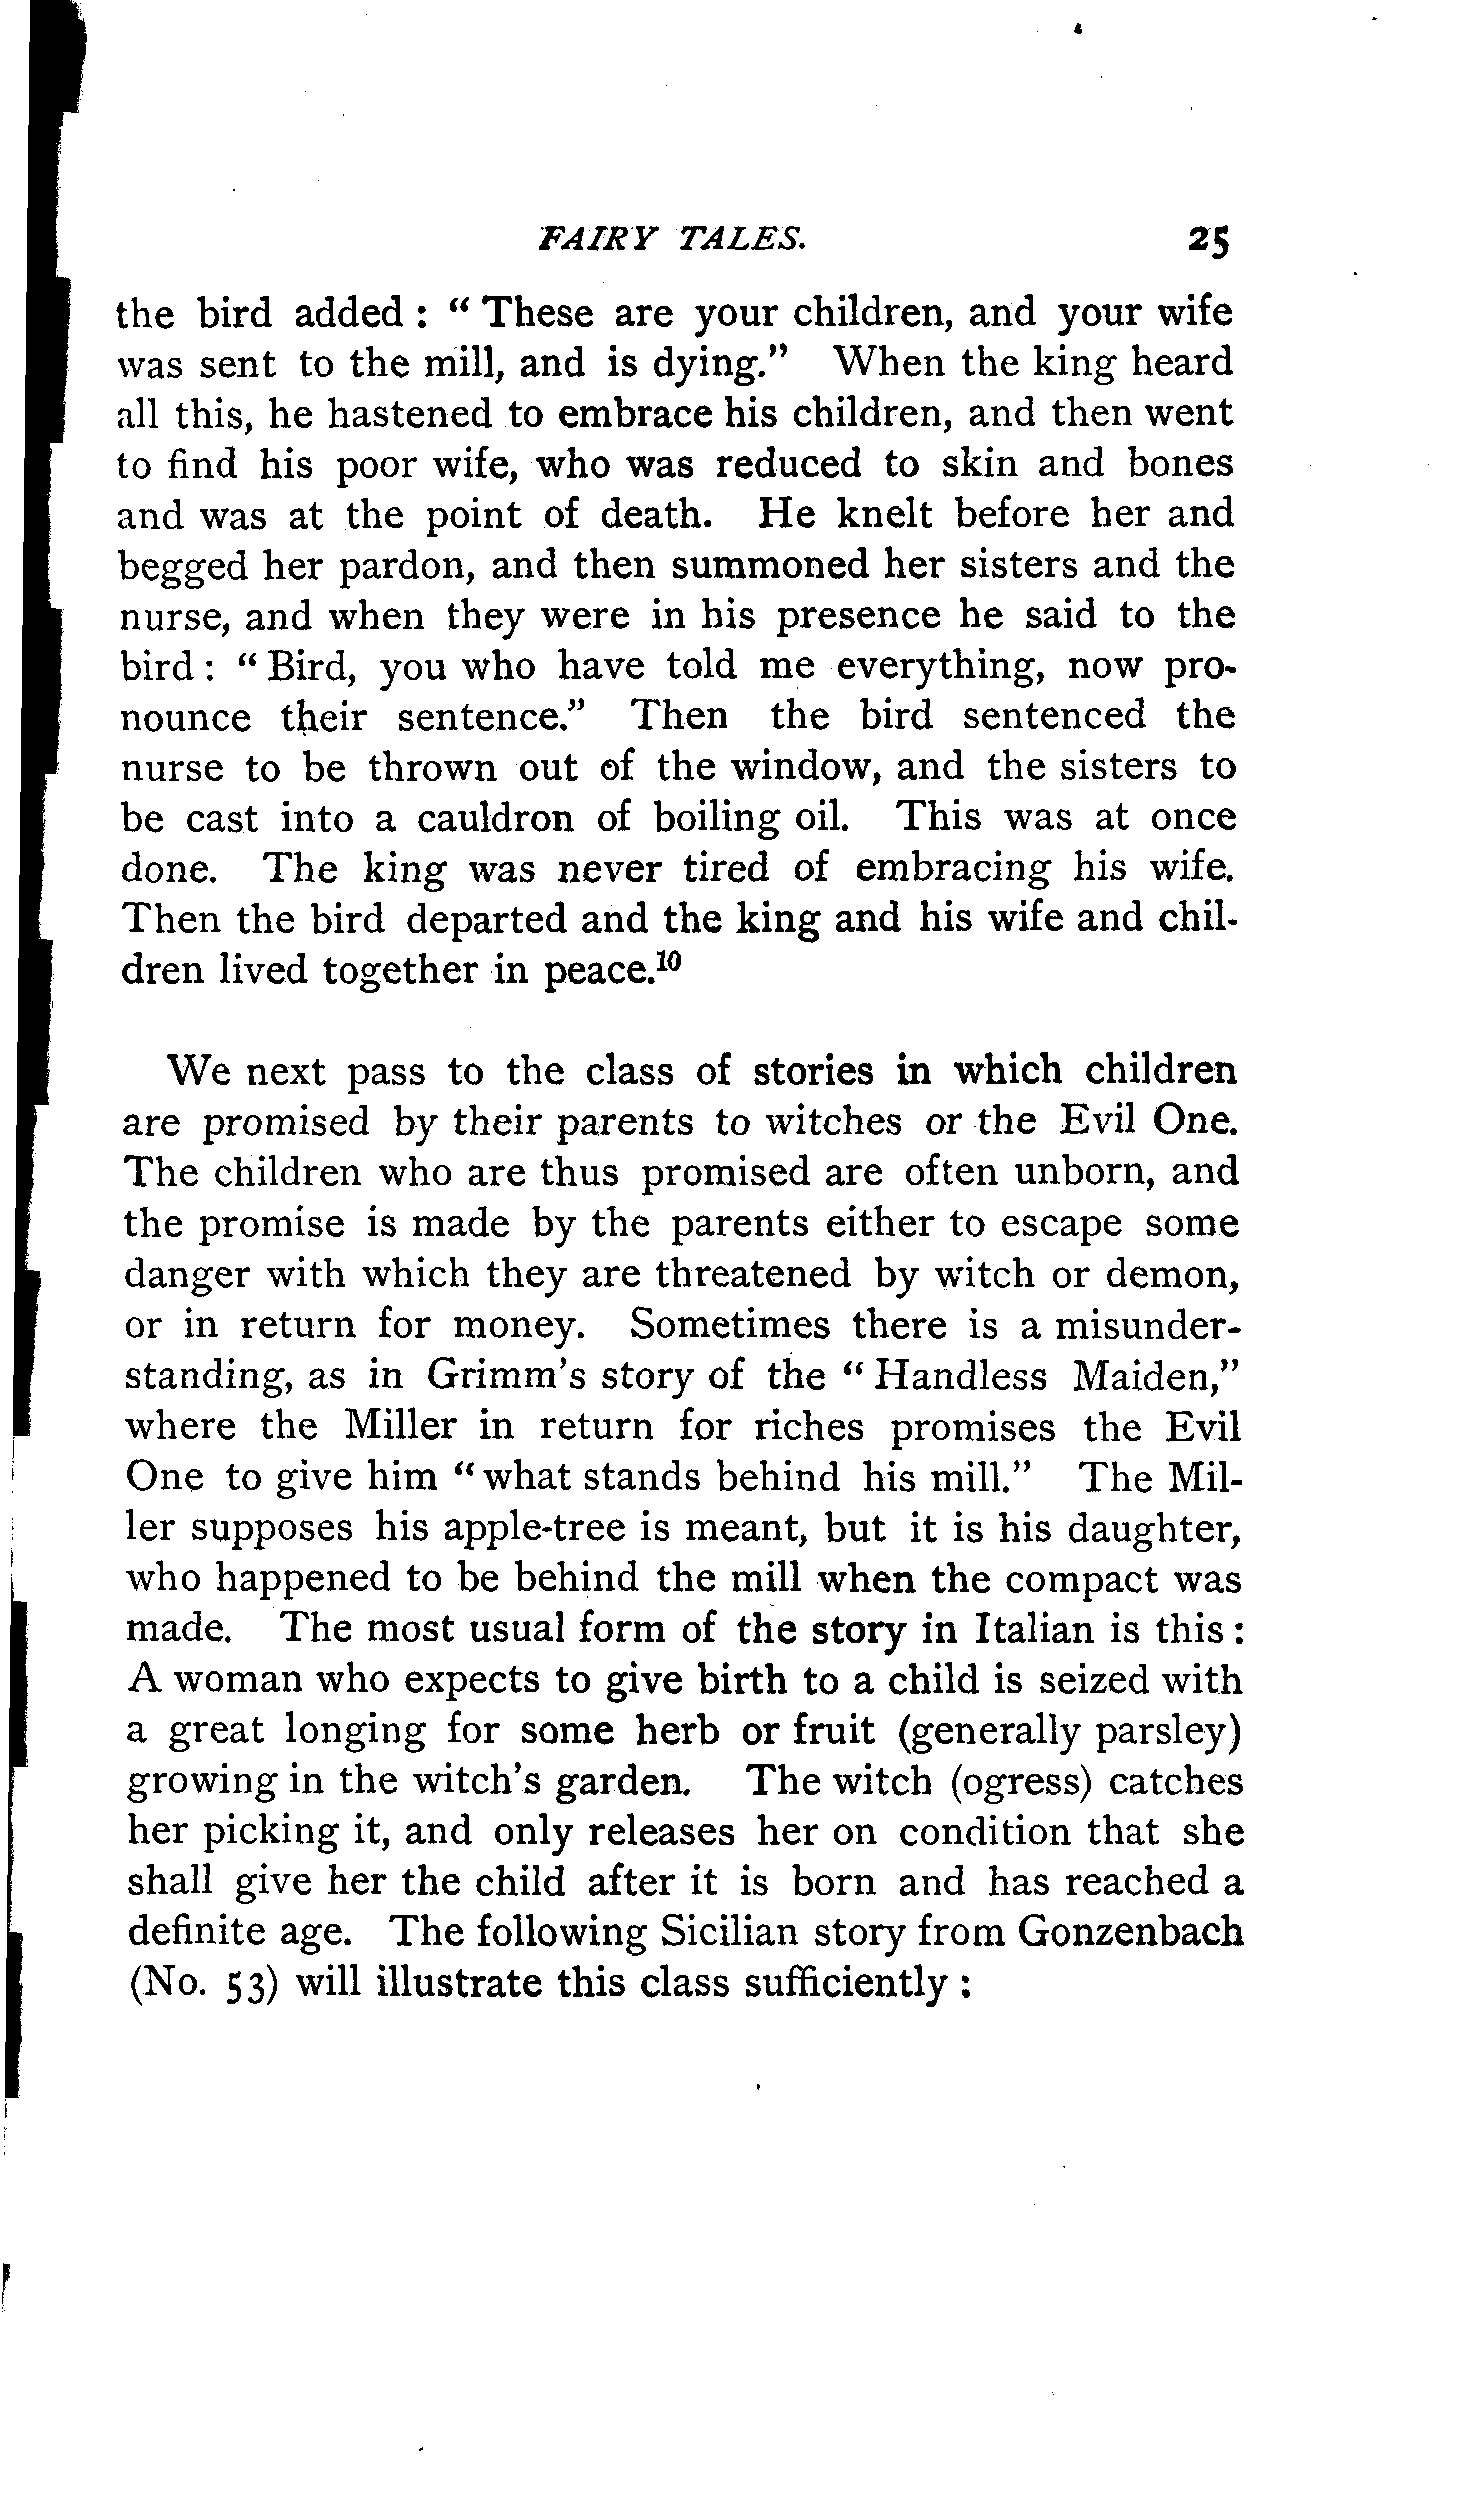 FAIRY TALES. 25
the bird added : " These are your children, and your wife
was sent to the mill, and is dying." When the king heard
all this, he hastened to embrace his children, and then went
to find his poor wife, who was reduced to skin and bones
and was at the point of death. He knelt before her and
begged her pardon, and then summoned her sisters and the
nurse, and when they were in his presence he said to the
bird : " Bird, you who have told me everything, now pro-
nounce their sentence." Then the bird sentenced the
nurse to be thrown out of the window, and the sisters to
be cast into a cauldron of boiling oil. This was at once
done. The king was never tired of embracing his wife.
Then the bird departed and the king and his wife and chil-
dren lived together in peace.¹⁰
We next pass to the class of stories in which children
are promised by their parents to witches or the Evil One.
The children who are thus promised are often unborn, and
the promise is made by the parents either to escape some
danger with which they are threatened by witch or demon,
or in return for money. Sometimes there is a misunder-
standing, as in Grimm's story of the " Handless Maiden,"
where the Miller in return for riches promises the Evil
One to give him " what stands behind his mill." The Mil-
ler supposes his apple-tree is meant, but it is his daughter,
who happened to be behind the mill when the compact was
made. The most usual form of the story in Italian is this :
A woman who expects to give birth to a child is seized with
a great longing for some herb or fruit (generally parsley)
growing in the witch's garden. The witch (ogress) catches
her picking it, and only releases her on condition that she
shall give her the child after it is born and has reached a
definite age. The following Sicilian story from Gonzenbach
(No. 53) will illustrate this class sufficiently :